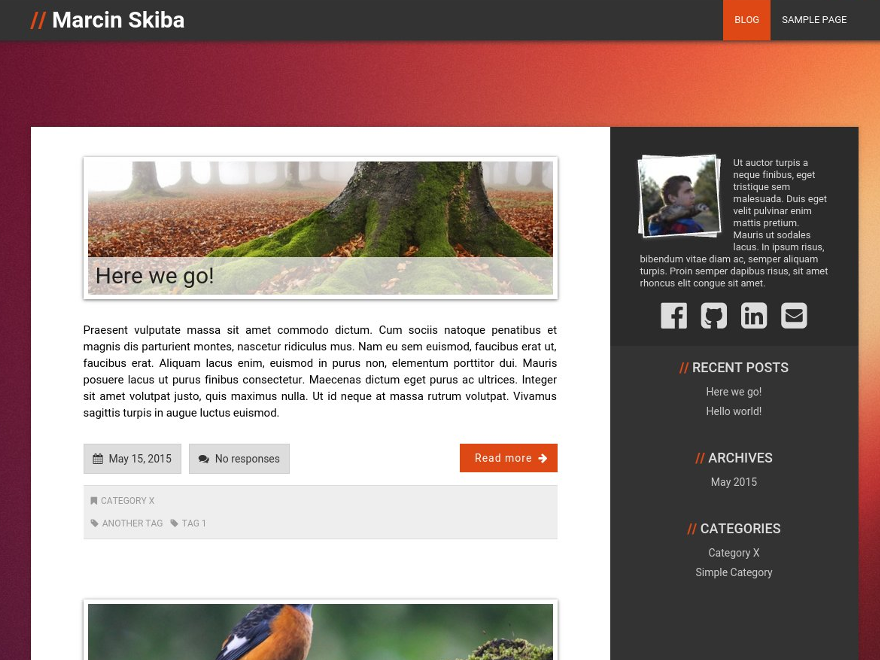 // Marcin Skiba
BLOG
SAMPLE PAGE
Here we go!
Praesent vulputate massa sit amet commodo dictum. Cum sociis natoque penatibus et
magnis dis parturient montes, nascetur ridiculus mus. Nam eu sem euismod, faucibus erat ut,
faucibus erat. Aliquam lacus enim, euismod in purus non, elementum porttitor dui. Mauris
posuere lacus ut purus finibus consectetur. Maecenas dictum eget purus ac ultrices. Integer
sit amet volutpat justo, quis maximus nulla. Ut id neque at massa rutrum volutpat. Vivamus
sagittis turpis in augue luctus euismod.
May 15, 2015
No responses
Read more
CATEGORY X
ANOTHER TAG TAG 1
Ut auctor turpis a
neque finibus, eget
tristique sem
malesuada. Duis eget
velit pulvinar enim
mattis pretium.
Mauris ut sodales
lacus. In ipsum risus,
bibendum vitae diam ac, semper aliquam
turpis. Proin semper dapibus risus, sit amet
rhoncus elit congue sit amet.
// RECENT POSTS
Here we go!
Hello world!
// ARCHIVES
May 2015
// CATEGORIES
Category X
Simple Category